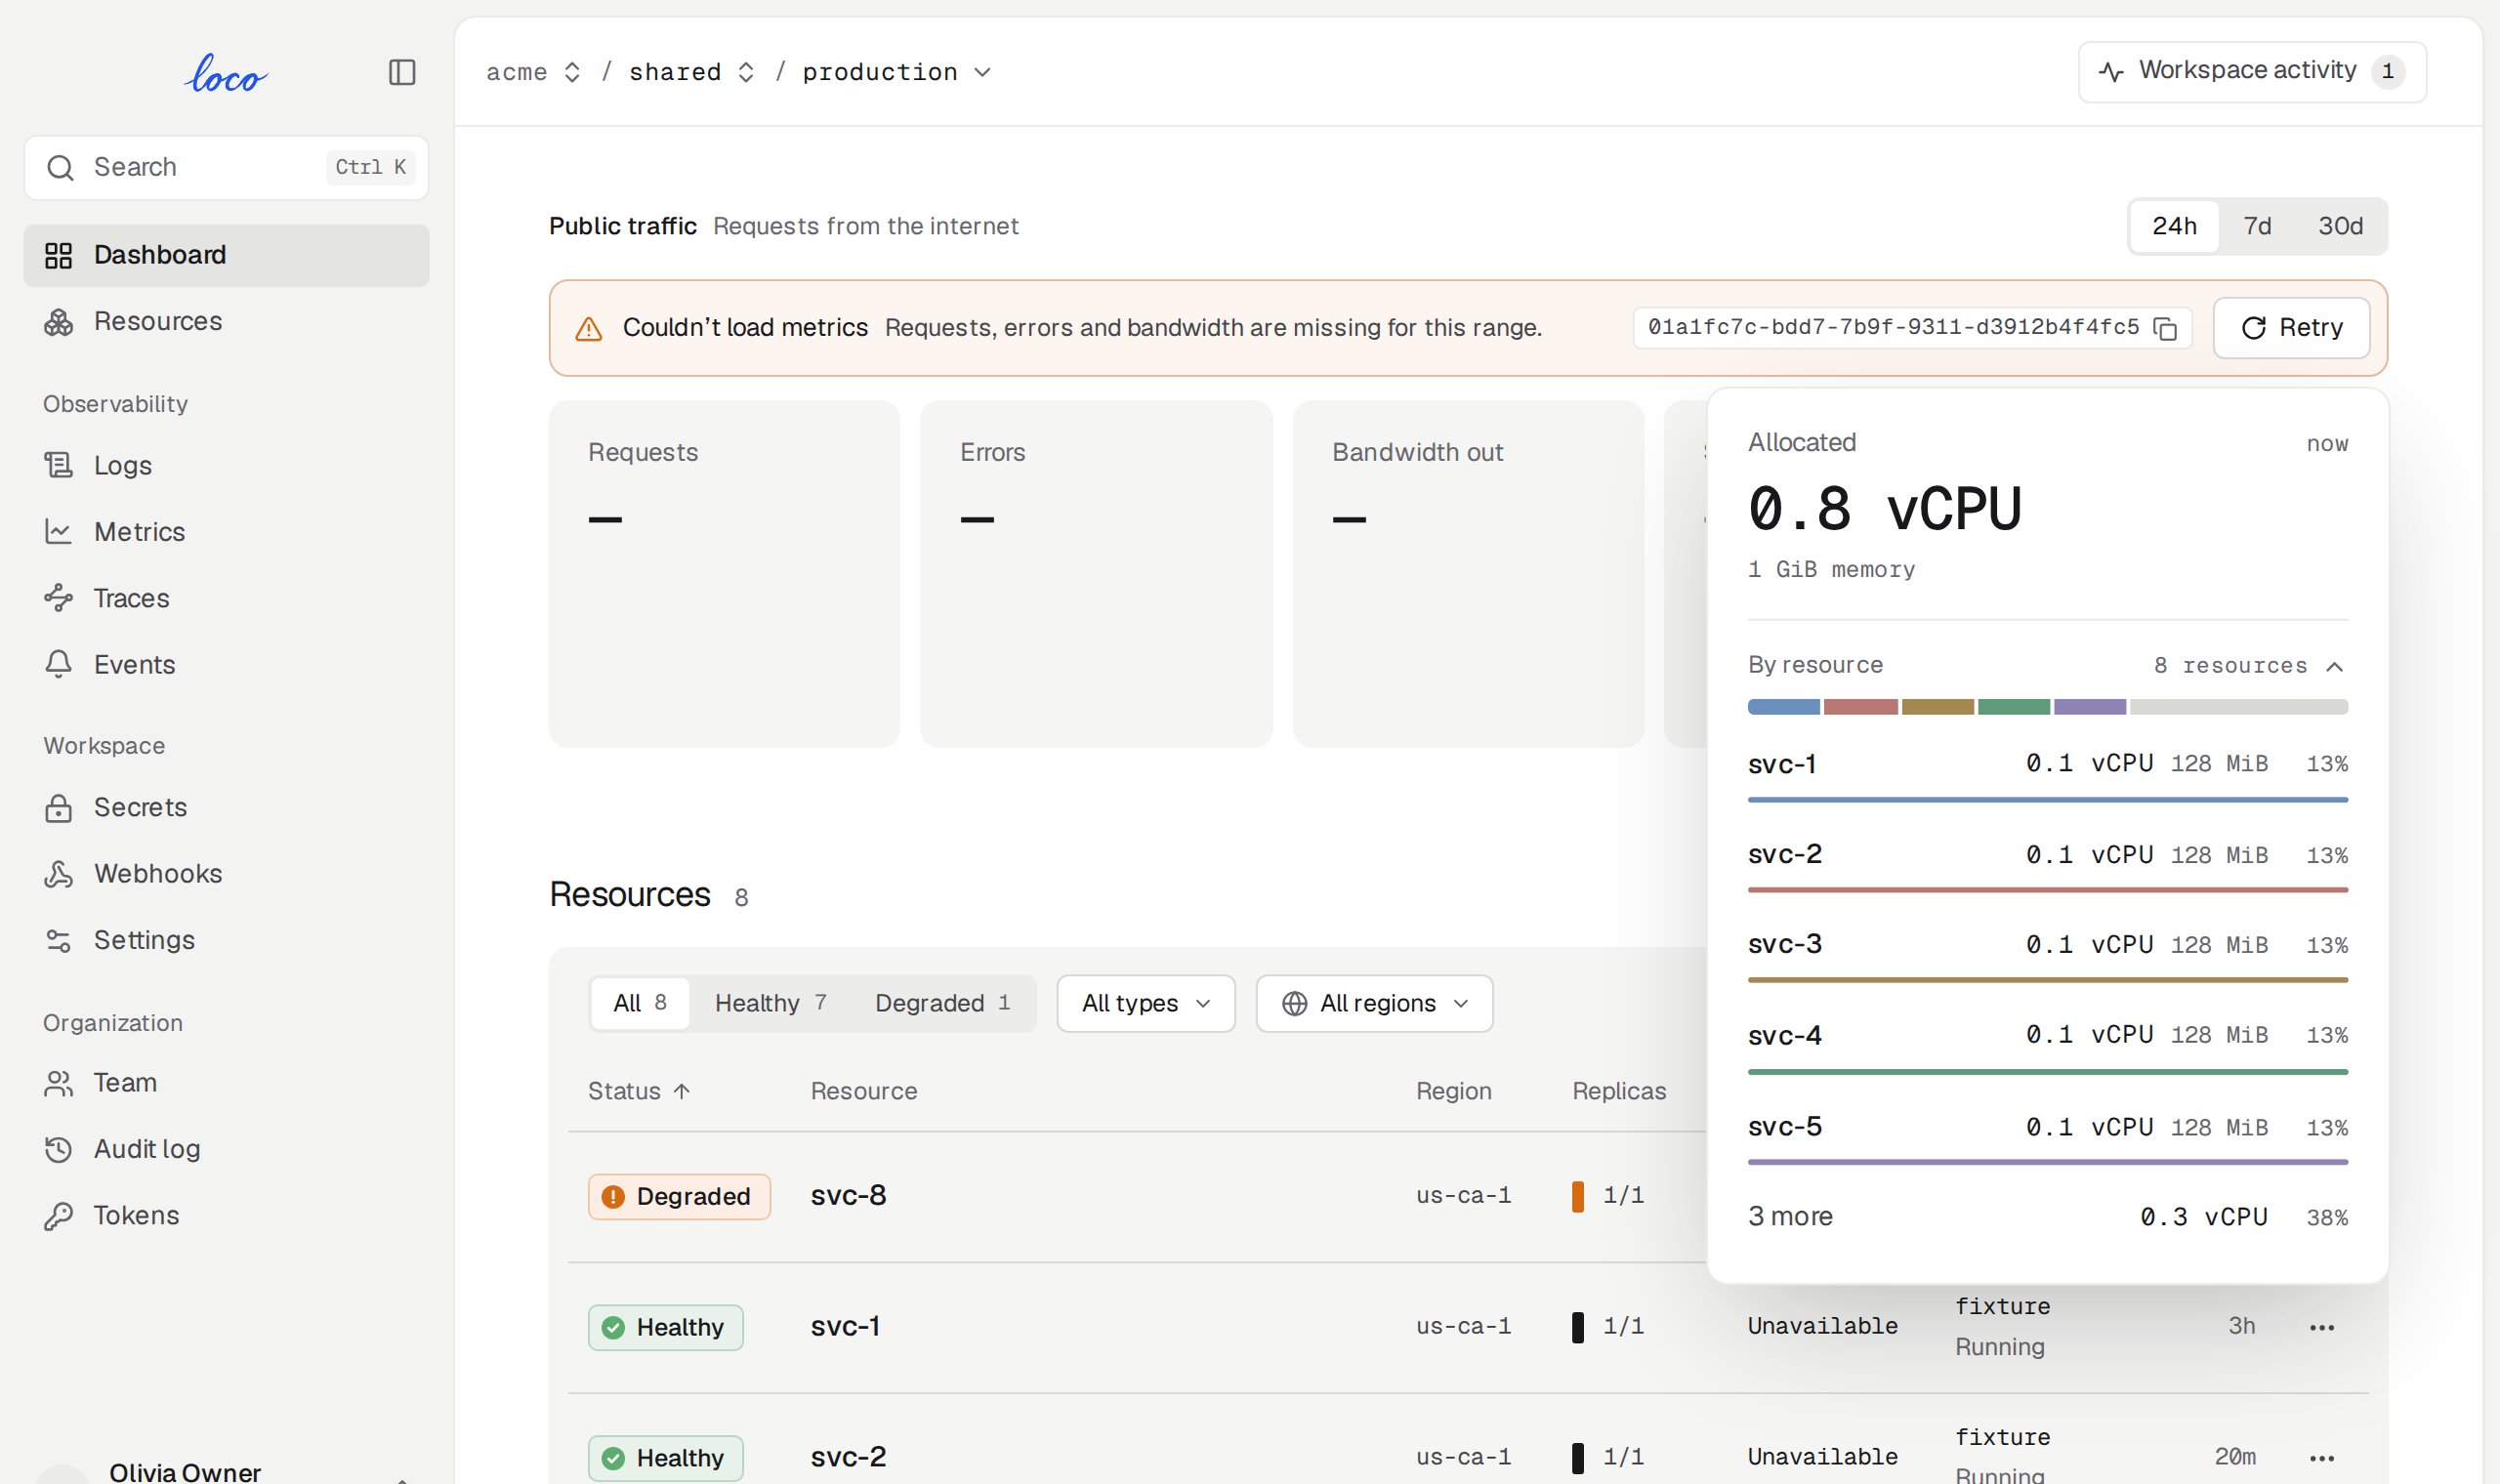 loco
Search Ctrl K
Dashboard
Resources
Observability
Logs
Metrics
Traces
Events
Workspace
Secrets
Webhooks
Settings
Organization
Team
Audit log
Tokens
Olivia Owner
acme / shared / production
Workspace activity 1
Public traffic Requests from the internet
24h 7d 30d
Couldn’t load metrics Requests, errors and bandwidth are missing for this range.
01a1fc7c-bdd7-7b9f-9311-d3912b4f4fc5
Retry
Requests
—
Errors
—
Bandwidth out
—
Allocated now
0.8 vCPU
1 GiB memory
By resource 8 resources
svc-1 0.1 vCPU 128 MiB 13%
svc-2 0.1 vCPU 128 MiB 13%
svc-3 0.1 vCPU 128 MiB 13%
svc-4 0.1 vCPU 128 MiB 13%
svc-5 0.1 vCPU 128 MiB 13%
3 more 0.3 vCPU 38%
Resources 8
All 8 Healthy 7 Degraded 1 All types All regions
Status Resource Region Replicas
Degraded svc-8 us-ca-1 1/1
Healthy svc-1 us-ca-1 1/1 Unavailable fixture 3h
Running
Healthy svc-2 us-ca-1 1/1 Unavailable fixture 20m
Running